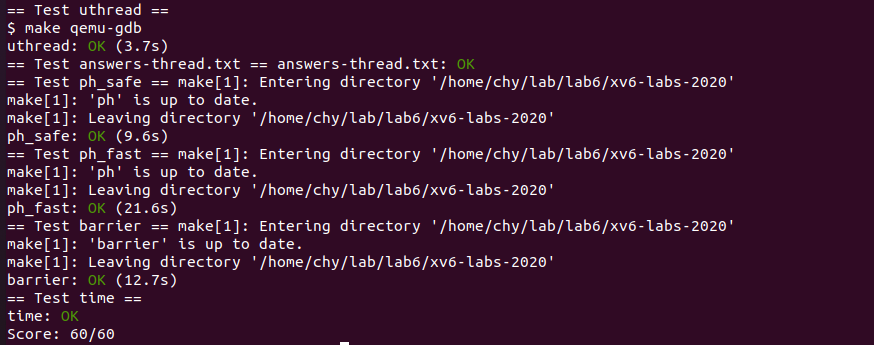 == Test uthread ==
$ make qemu-gdb
uthread: OK (3.7s)
== Test answers-thread.txt == answers-thread.txt: OK
== Test ph_safe == make[1]: Entering directory '/home/chy/lab/lab6/xv6-labs-2020'
make[1]: 'ph' is up to date.
make[1]: Leaving directory '/home/chy/lab/lab6/xv6-labs-2020'
ph_safe: OK (9.6s)
== Test ph_fast == make[1]: Entering directory '/home/chy/lab/lab6/xv6-labs-2020'
make[1]: 'ph' is up to date.
make[1]: Leaving directory '/home/chy/lab/lab6/xv6-labs-2020'
ph_fast: OK (21.6s)
== Test barrier == make[1]: Entering directory '/home/chy/lab/lab6/xv6-labs-2020'
make[1]: 'barrier' is up to date.
make[1]: Leaving directory '/home/chy/lab/lab6/xv6-labs-2020'
barrier: OK (12.7s)
== Test time ==
time: OK
Score: 60/60